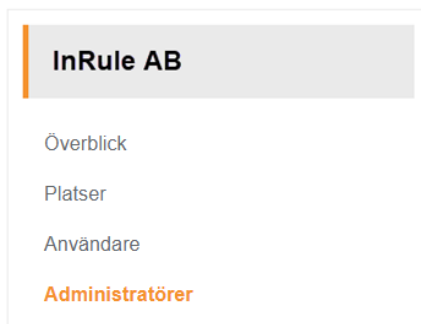 InRule AB
Överblick
Platser
Användare
Administratörer